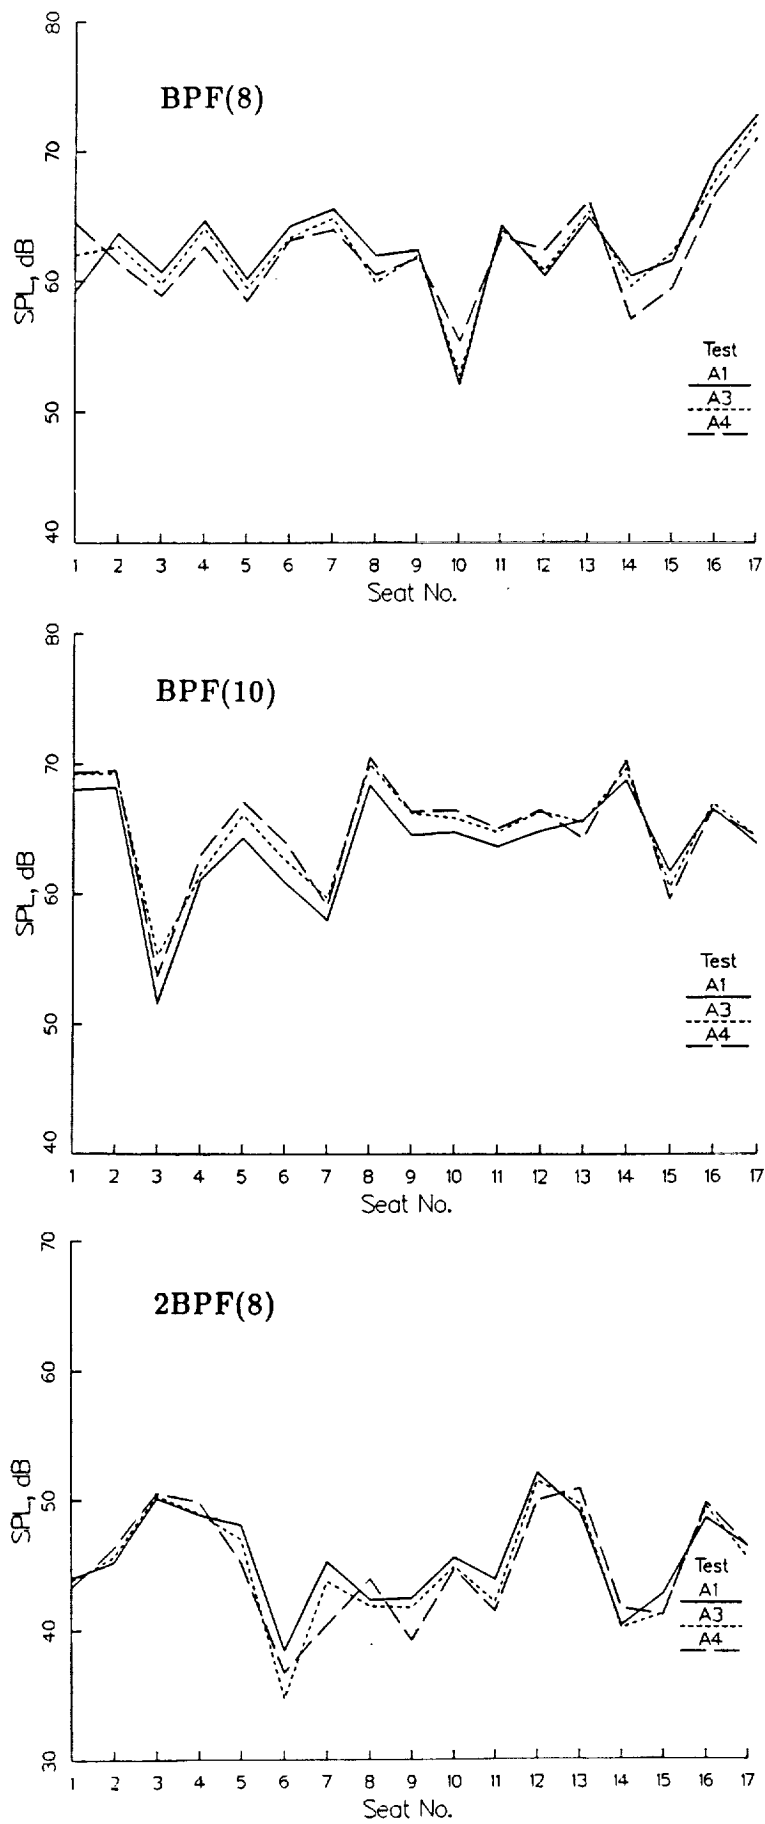 80
BPF(8)
70
SPL, dB
60
Test
A1
A3
50
A4
40
1 2 3 4 5 6 7 8 9 10 11 12 13 14 15 16 17
Seat No.
80
BPF(10)
70
SPL, dB
60
Test
A1
A3
50
A4
40
1 2 3 4 5 6 7 8 9 10 11 12 13 14 15 16 17
Seat No.
70
2BPF(8)
60
SPL, dB
50
Test
A1
A3
40
A4
30
1 2 3 4 5 6 7 8 9 10 11 12 13 14 15 16 17
Seat No.